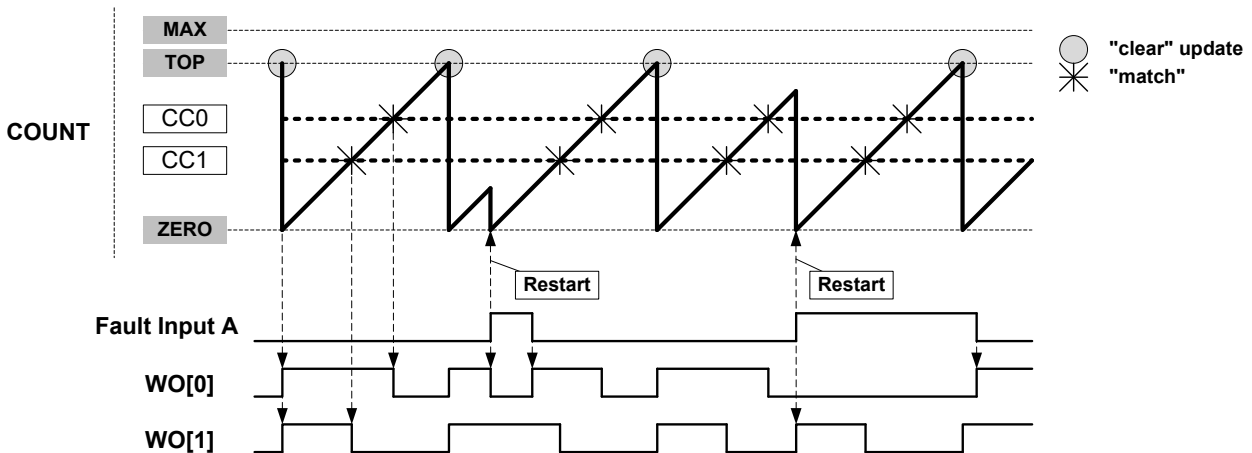 MAX
TOP
CC0
COUNT
CC1
ZERO
"clear" update
"match"
Restart
Restart
Fault Input A
WO[0]
WO[1]